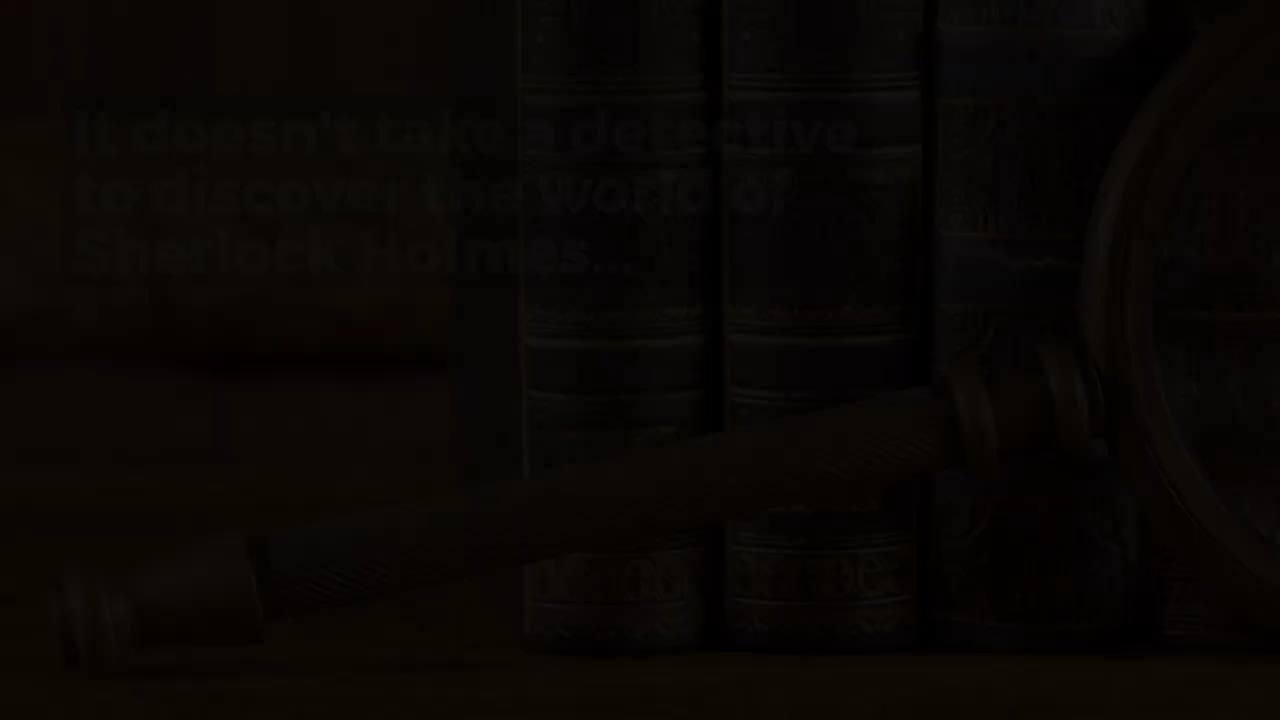 It doesn't take a detective
to discover the world of
Sherlock Holmes...